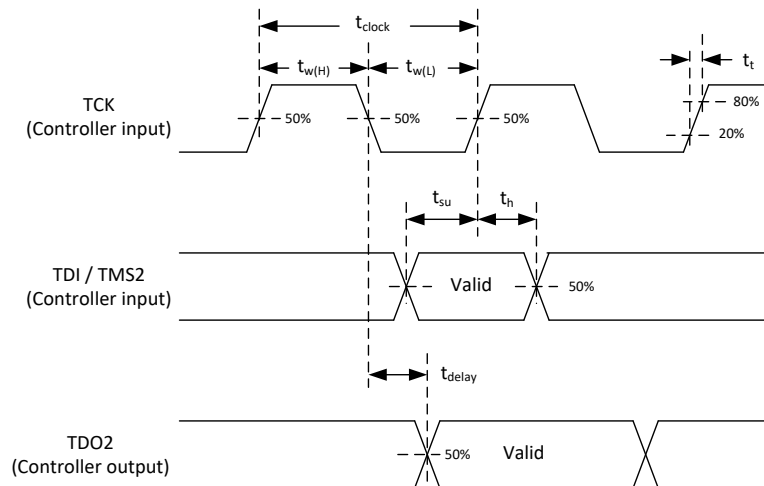 t_clock
t_w(H) t_w(L) t_t
TCK
(Controller input)
50% 50% 50% 80%
20%
t_su t_h
TDI / TMS2
(Controller input)
Valid 50%
t_delay
TDO2
(Controller output)
50% Valid